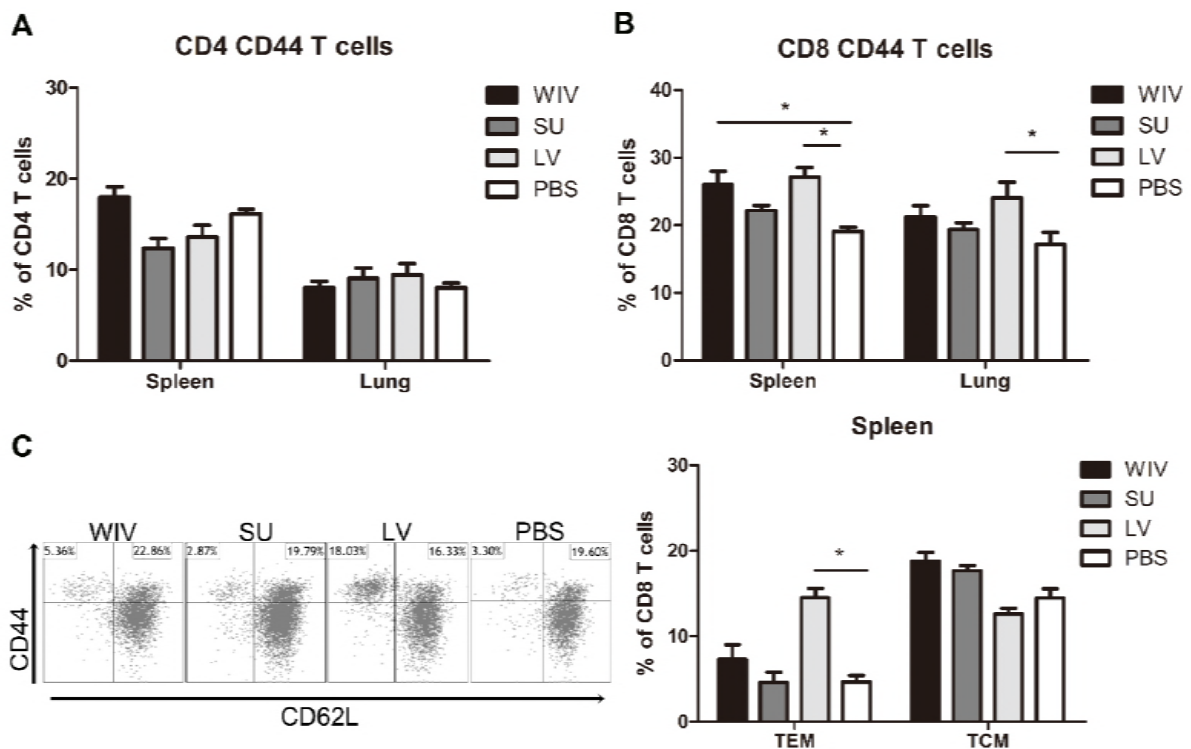 A
CD4 CD44 T cells
% of CD4 T cells
30
20
10
0
Spleen
Lung
WIV
SU
LV
PBS
B
CD8 CD44 T cells
% of CD8 T cells
40
30
20
10
0
*
*
*
Spleen
Lung
WIV
SU
LV
PBS
C
WIV
SU
LV
PBS
5.36%
22.86%
2.87%
19.79%
18.03%
16.33%
3.30%
19.60%
CD44
CD62L
Spleen
% of CD8 T cells
30
20
10
0
*
TEM
TCM
WIV
SU
LV
PBS